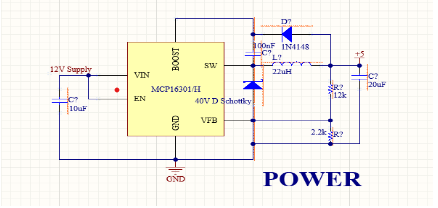 D?
1N4148
100nF
C?
BOOST
12V Supply
VIN
SW
L?
22uH
+5
MCP16301/H
EN
40V D Schottky
C?
10uF
R?
12k
C?
20uF
GND
VFB
2.2k
R?
GND
POWER